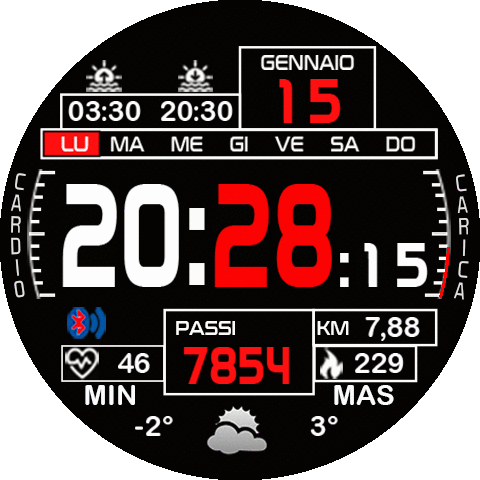 GENNAIO
15
03:30 20:30
LU MA ME GI VE SA DO
CARDIO
20:28:15
CARICA
PASSI
7854
KM 7,88
46
229
MIN
MAS
-2°
3°